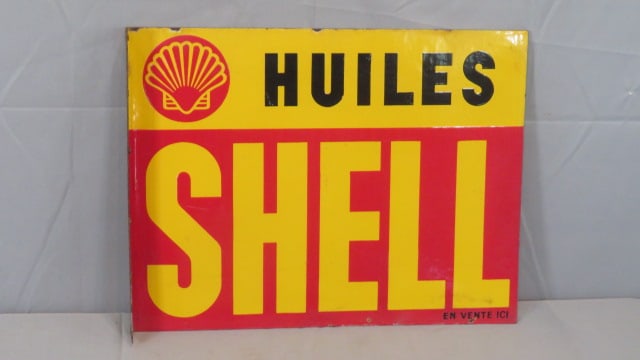 HUILES
SHELL
EN VENTE ICI